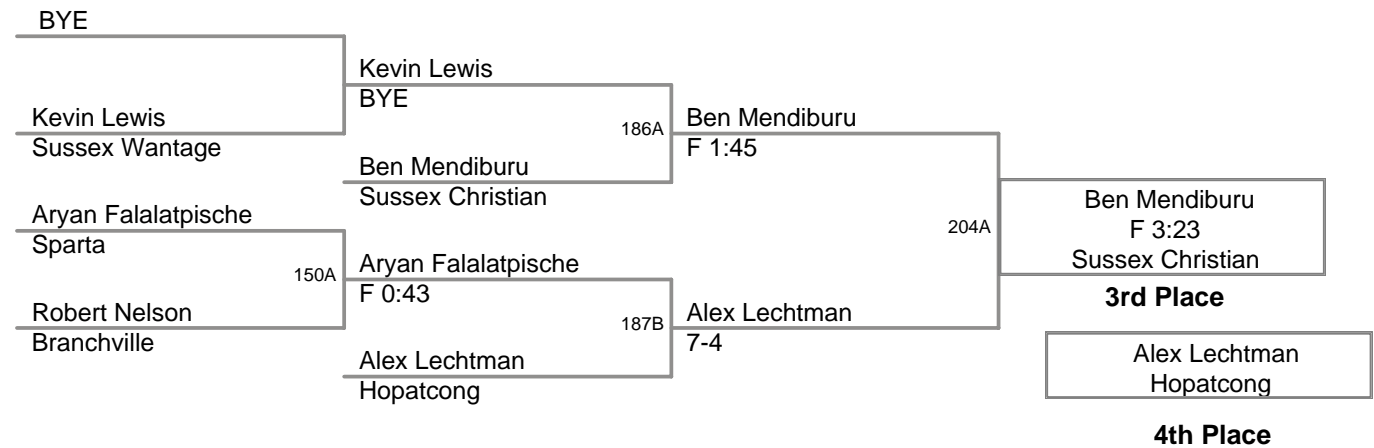 BYE
Kevin Lewis
BYE
Kevin Lewis
Sussex Wantage
186A
Ben Mendiburu
F 1:45
Ben Mendiburu
Sussex Christian
Aryan Falalatpische
Sparta
150A
Aryan Falalatpische
F 0:43
Robert Nelson
Branchville
187B
Alex Lechtman
7-4
Alex Lechtman
Hopatcong
204A
Ben Mendiburu
F 3:23
Sussex Christian
3rd Place
Alex Lechtman
Hopatcong
4th Place